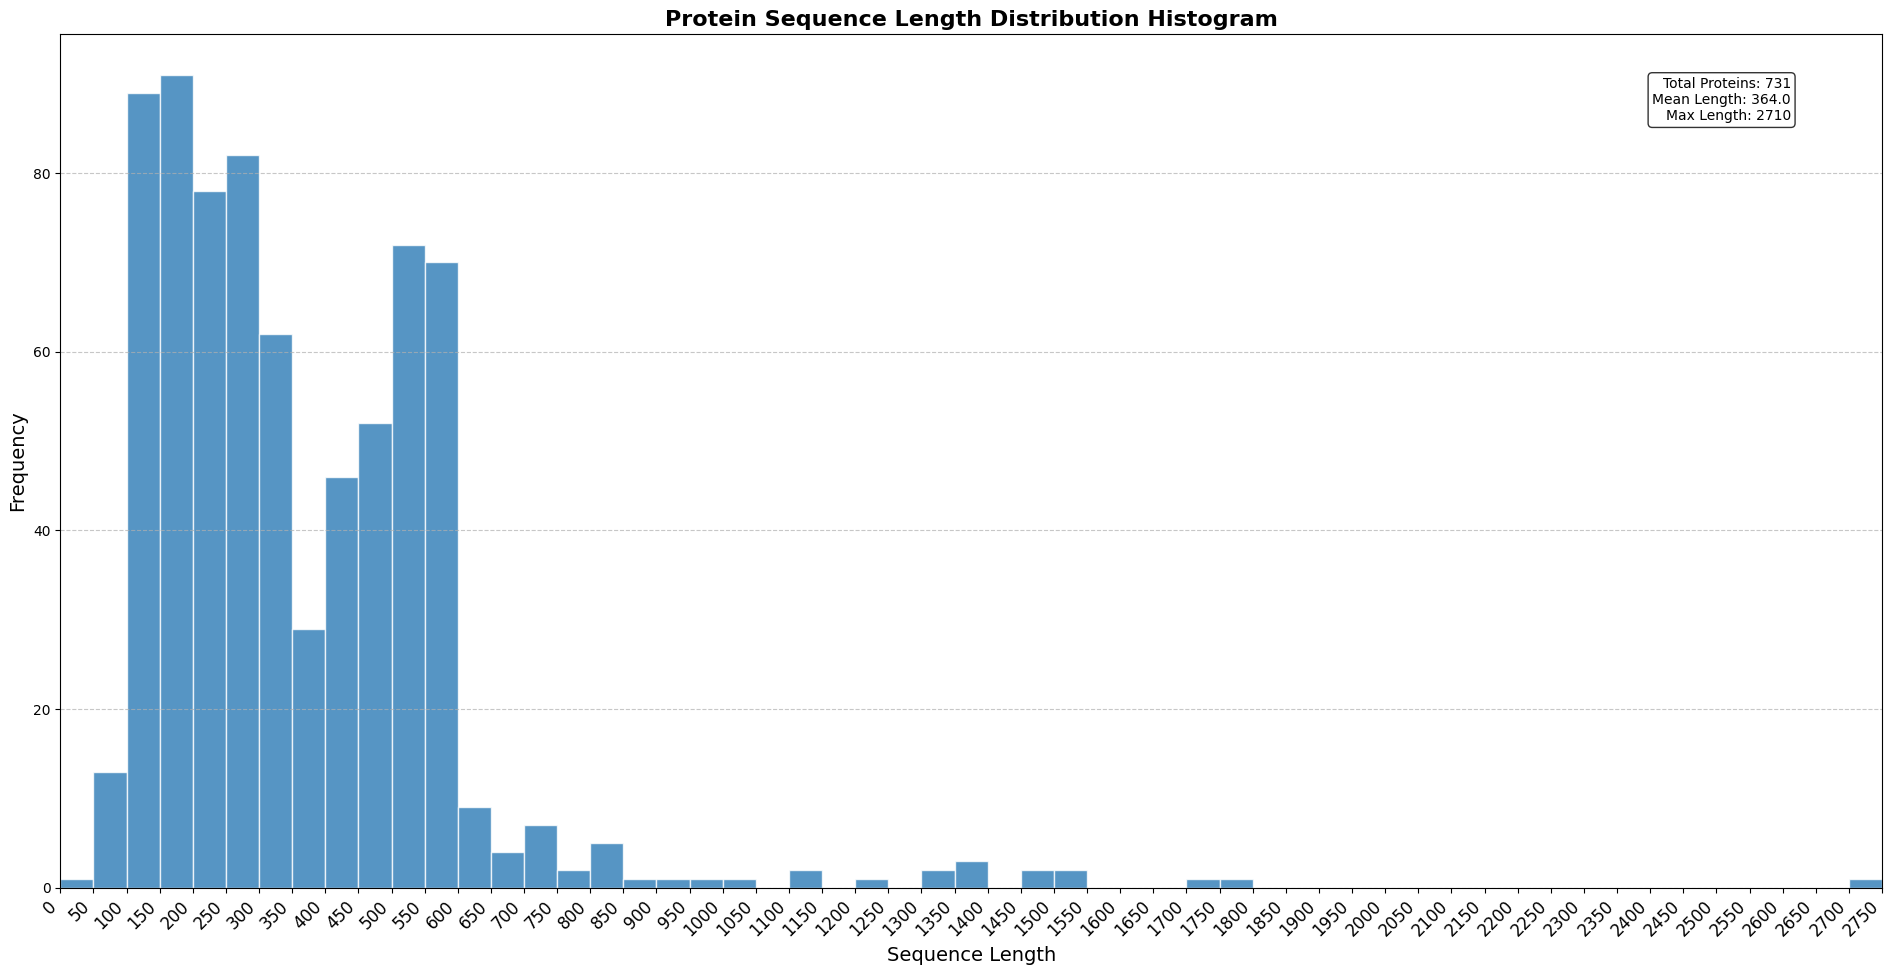 Protein Sequence Length Distribution Histogram
Total Proteins: 731
Mean Length: 364.0
Max Length: 2710
Frequency
80
60
40
20
0
0 50 100 150 200 250 300 350 400 450 500 550 600 650 700 750 800 850 900 950 1000 1050 1100 1150 1200 1250 1300 1350 1400 1450 1500 1550 1600 1650 1700 1750 1800 1850 1900 1950 2000 2050 2100 2150 2200 2250 2300 2350 2400 2450 2500 2550 2600 2650 2700 2750
Sequence Length